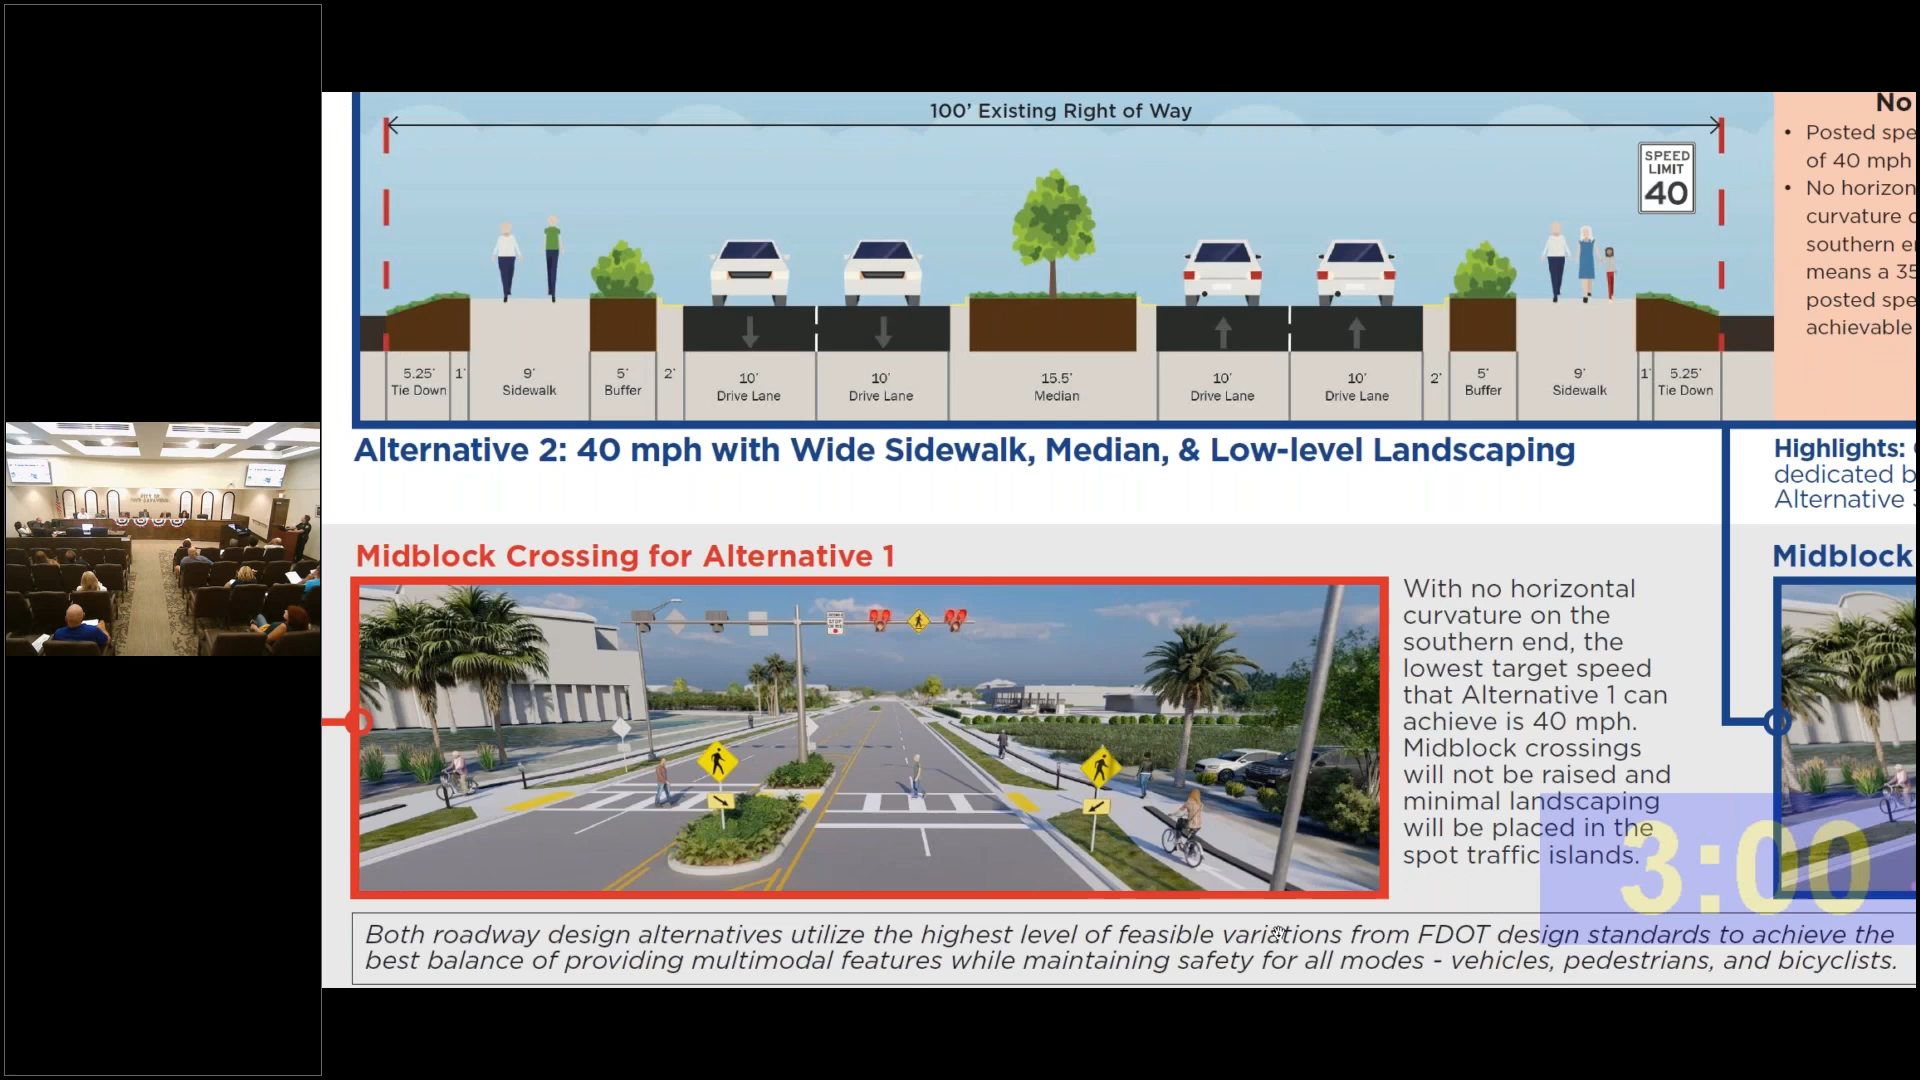 100' Existing Right of Way
SPEED
LIMIT
40
5.25'
Tie Down
1'
9'
Sidewalk
5'
Buffer
2'
10'
Drive Lane
10'
Drive Lane
15.5'
Median
10'
Drive Lane
10'
Drive Lane
2'
5'
Buffer
9'
Sidewalk
1'
5.25'
Tie Down
No
• Posted spe
of 40 mph
• No horizon
curvature
southern
means a 35
posted spe
achievable
Alternative 2: 40 mph with Wide Sidewalk, Median, & Low-level Landscaping
Highlights:
dedicated b
Alternative
Midblock Crossing for Alternative 1
With no horizontal
curvature on the
southern end, the
lowest target speed
that Alternative 1 can
achieve is 40 mph.
Midblock crossings
will not be raised and
minimal landscaping
will be placed in the
spot traffic islands.
Midblock
3:00
Both roadway design alternatives utilize the highest level of feasible variations from FDOT design standards to achieve the
best balance of providing multimodal features while maintaining safety for all modes - vehicles, pedestrians, and bicyclists.